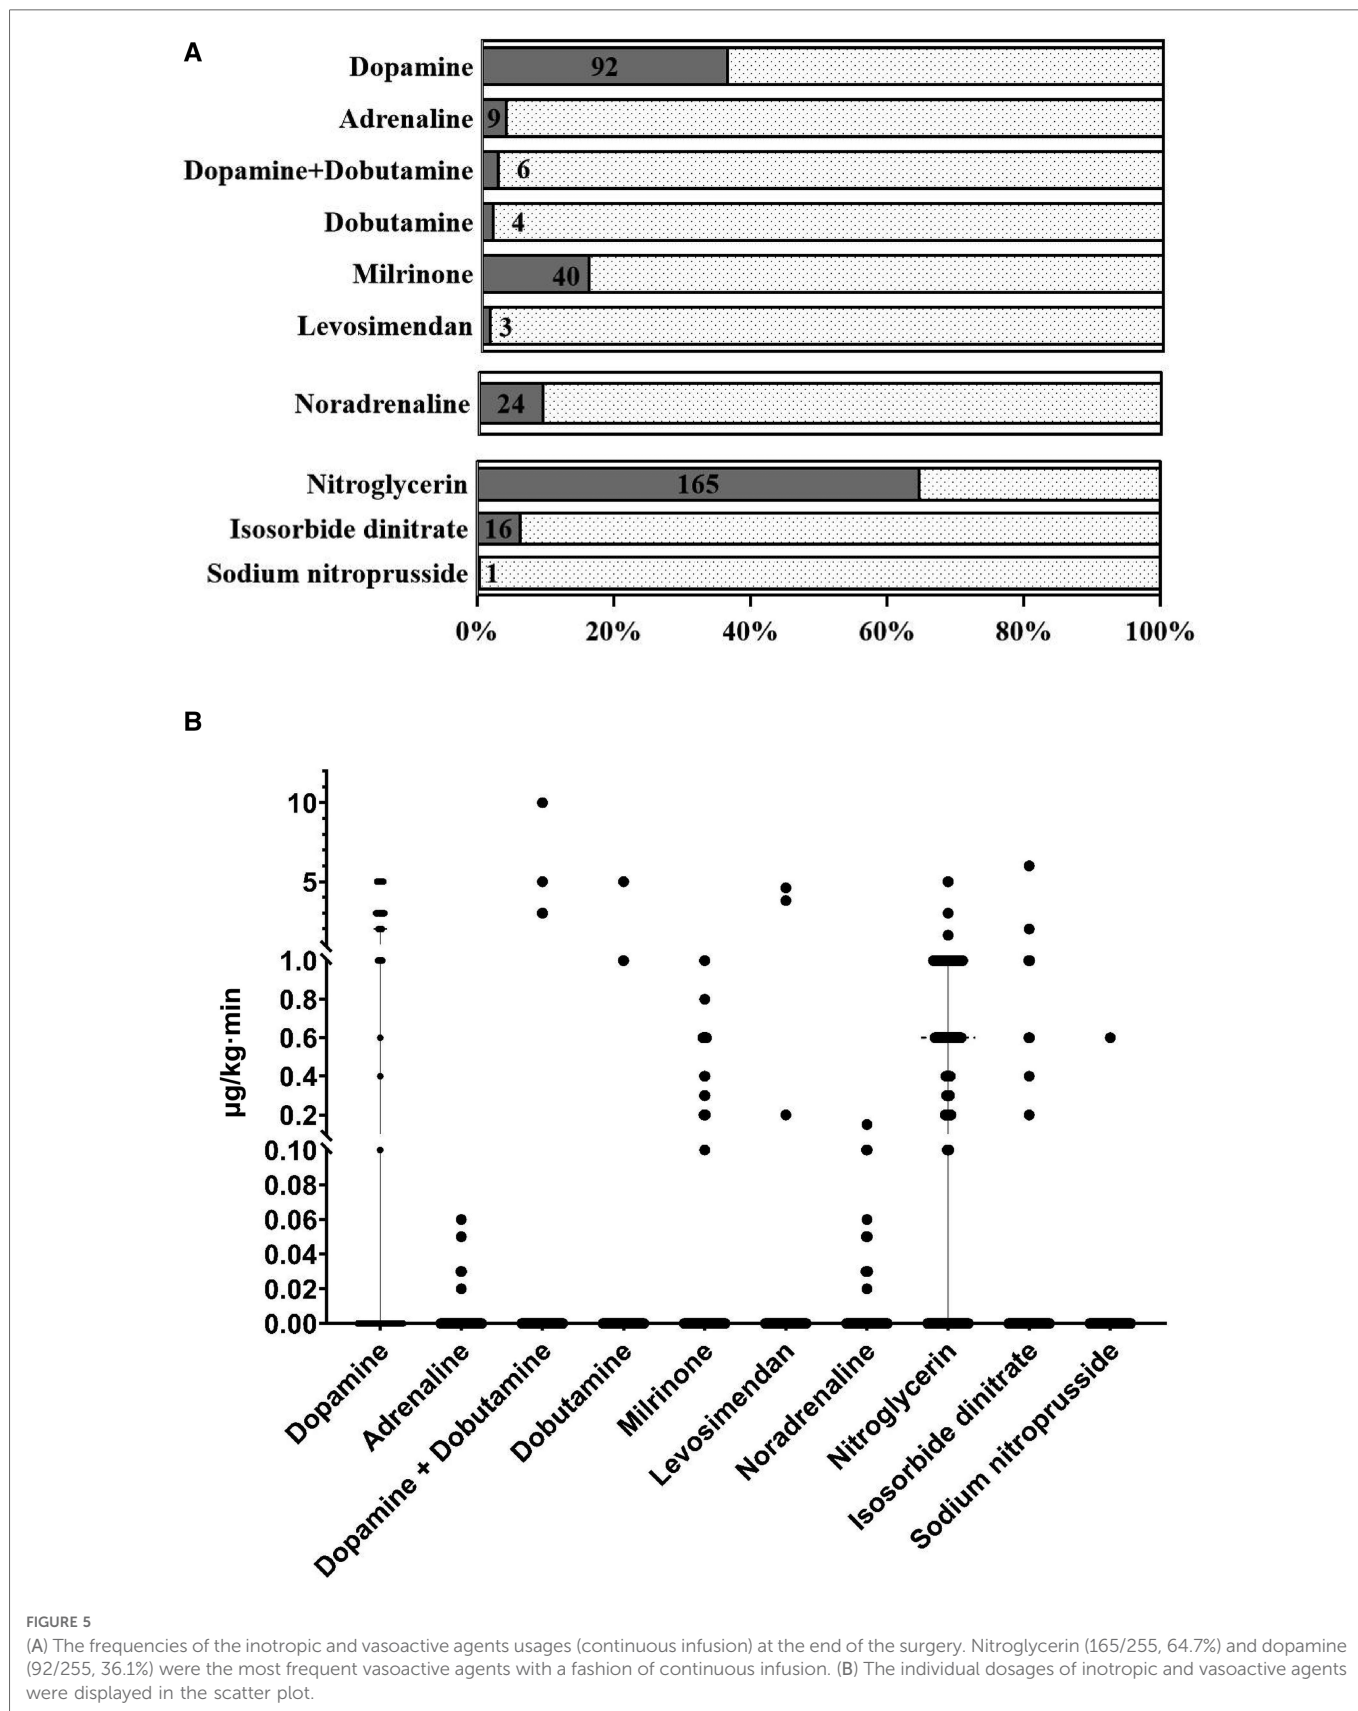 A
Dopamine 92
Adrenaline 9
Dopamine+Dobutamine 6
Dobutamine 4
Milrinone 40
Levosimendan 3
Noradrenaline 24
Nitroglycerin 165
Isosorbide dinitrate 16
Sodium nitroprusside 1
0% 20% 40% 60% 80% 100%
B
µg/kg·min
10
5
1.0
0.8
0.6
0.4
0.2
0.10
0.08
0.06
0.04
0.02
0.00
Dopamine
Adrenaline
Dopamine + Dobutamine
Dobutamine
Milrinone
Levosimendan
Noradrenaline
Nitroglycerin
Isosorbide dinitrate
Sodium nitroprusside
FIGURE 5
(A) The frequencies of the inotropic and vasoactive agents usages (continuous infusion) at the end of the surgery. Nitroglycerin (165/255, 64.7%) and dopamine
(92/255, 36.1%) were the most frequent vasoactive agents with a fashion of continuous infusion. (B) The individual dosages of inotropic and vasoactive agents
were displayed in the scatter plot.